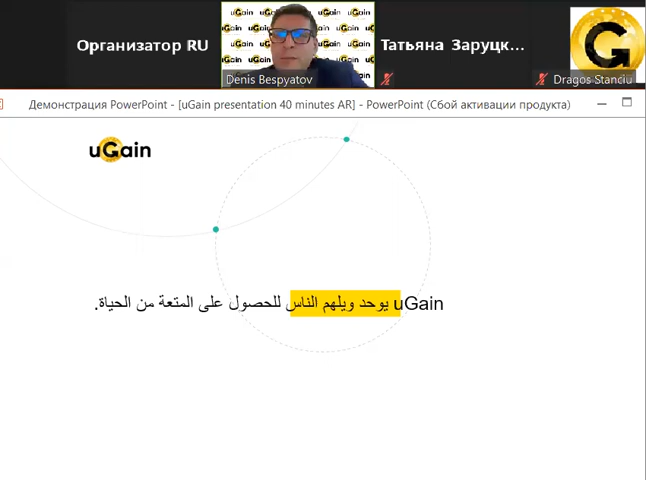 Организатор RU
Denis Bespyatov
Татьяна Заруцк...
G
Dragos Stanciu
Демонстрация PowerPoint - [uGain presentation 40 minutes AR] - PowerPoint (Сбой активации продукта)
uGain
uGain يوحد ويلهم الناس للحصول على المتعة من الحياة.